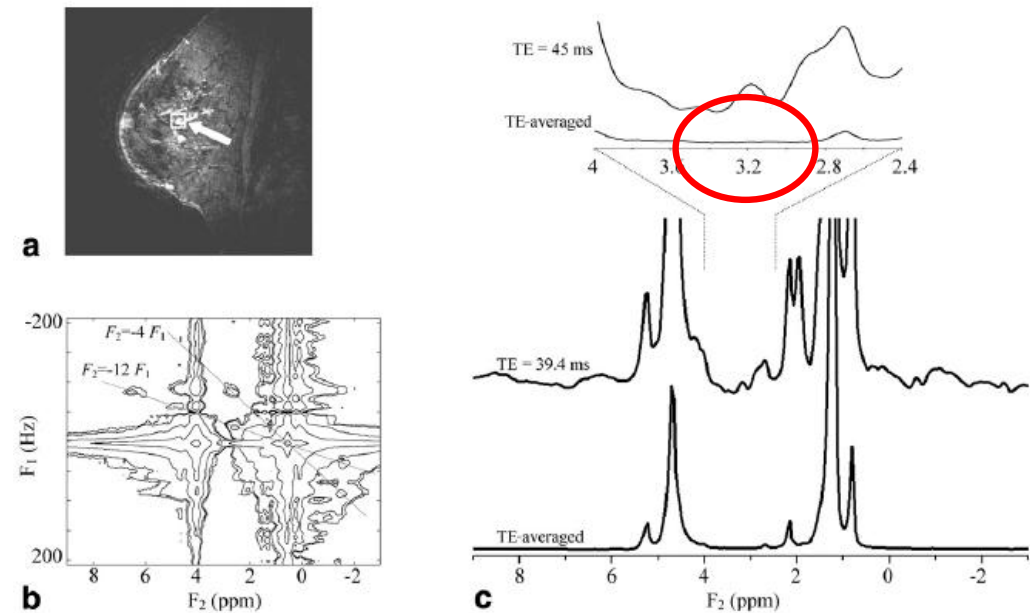 a
-200
F₂=-4 F₁
F₂=-12 F₁
F₁ (Hz)
200
8 6 4 2 0 -2
F₂ (ppm)
b
c
TE = 45 ms
TE-averaged
4 3.2 2.8 2.4
TE = 39.4 ms
TE-averaged
8 6 4 2 0 -2
F₂ (ppm)